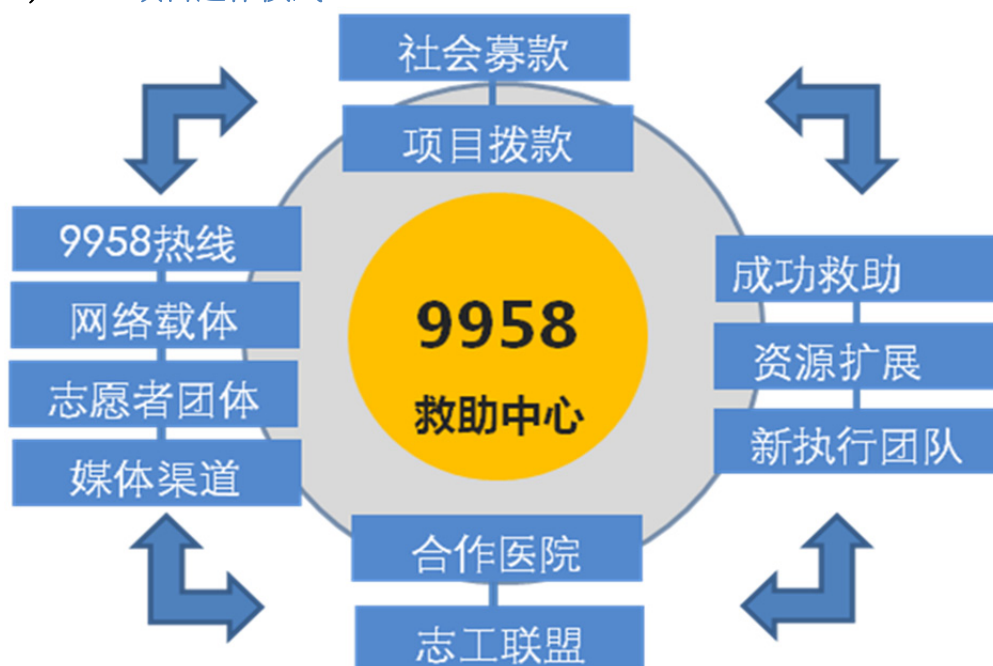 社会募款
项目拨款
9958热线
网络载体
志愿者团体
媒体渠道
9958
救助中心
成功救助
资源扩展
新执行团队
合作医院
志工联盟